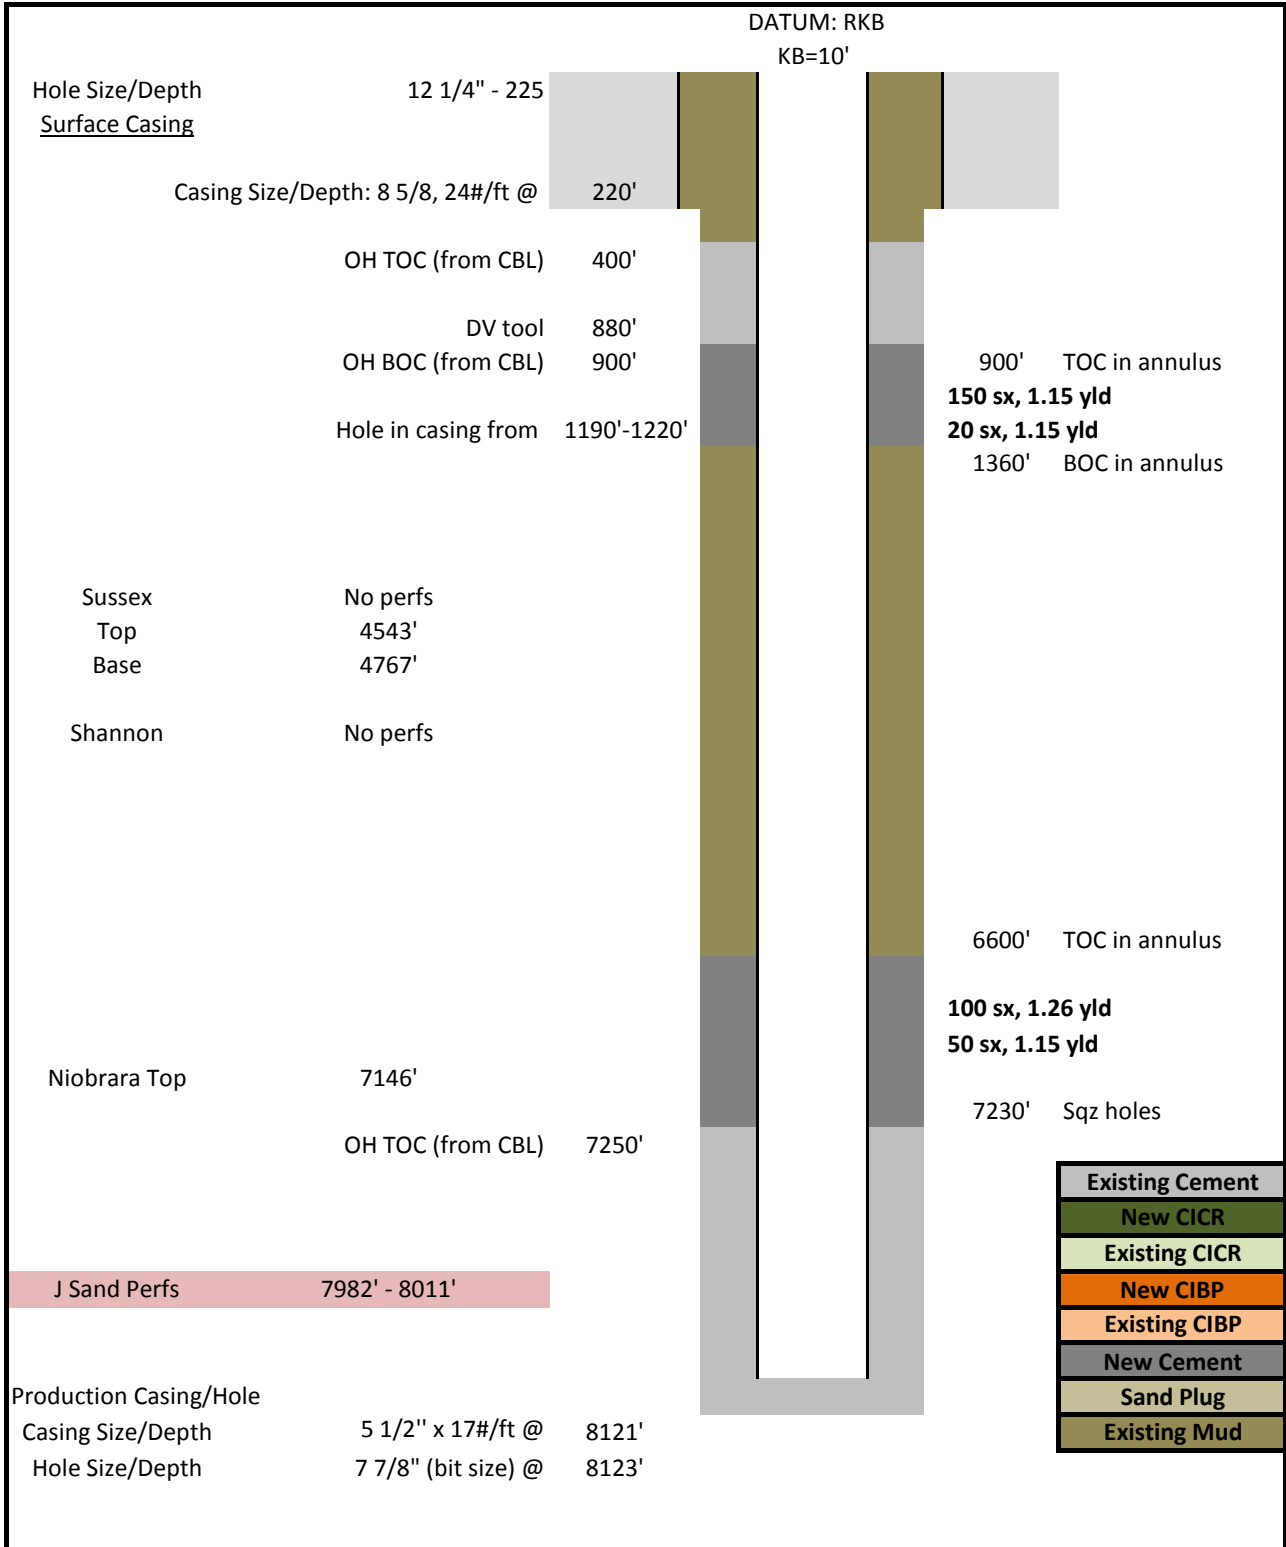 DATUM: RKB
KB=10'
Hole Size/Depth 12 1/4" - 225
Surface Casing
Casing Size/Depth: 8 5/8, 24#/ft @ 220'
OH TOC (from CBL) 400'
DV tool 880'
OH BOC (from CBL) 900' 900' TOC in annulus
150 sx, 1.15 yld
Hole in casing from 1190'-1220' 20 sx, 1.15 yld
1360' BOC in annulus
Sussex No perfs
Top 4543'
Base 4767'
Shannon No perfs
6600' TOC in annulus
100 sx, 1.26 yld
50 sx, 1.15 yld
Niobrara Top 7146'
7230' Sqz holes
OH TOC (from CBL) 7250'
Existing Cement
New CICR
Existing CICR
J Sand Perfs 7982' - 8011' New CIBP
Existing CIBP
New Cement
Production Casing/Hole Sand Plug
Casing Size/Depth 5 1/2'' x 17#/ft @ 8121' Existing Mud
Hole Size/Depth 7 7/8" (bit size) @ 8123'